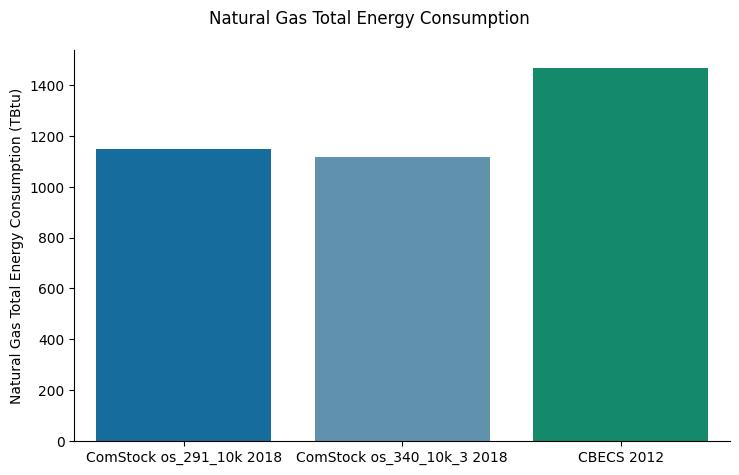 Natural Gas Total Energy Consumption
Natural Gas Total Energy Consumption (TBtu)
1400
1200
1000
800
600
400
200
0
ComStock os_291_10k 2018
ComStock os_340_10k_3 2018
CBECS 2012